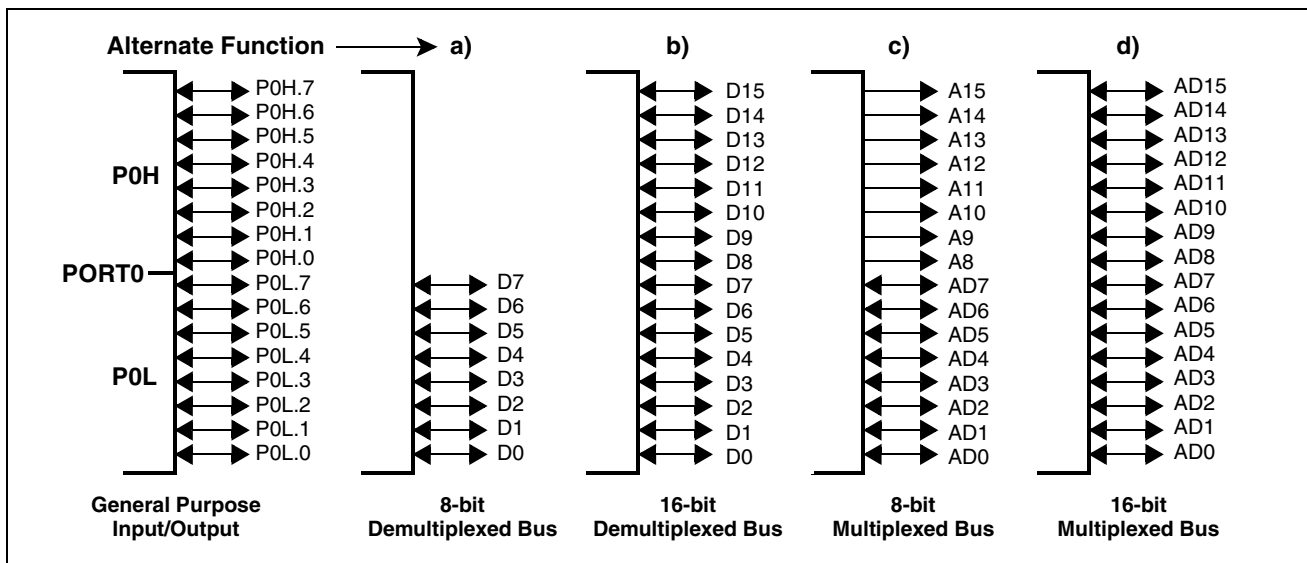 Alternate Function a) b) c) d)
P0H.7 D15 A15 AD15
P0H.6 D14 A14 AD14
P0H.5 D13 A13 AD13
P0H.4 D12 A12 AD12
P0H P0H.3 D11 A11 AD11
P0H.2 D10 A10 AD10
P0H.1 D9 A9 AD9
P0H.0 D8 A8 AD8
PORT0
P0L.7 D7 D7 AD7 AD7
P0L.6 D6 D6 AD6 AD6
P0L.5 D5 D5 AD5 AD5
P0L.4 D4 D4 AD4 AD4
P0L P0L.3 D3 D3 AD3 AD3
P0L.2 D2 D2 AD2 AD2
P0L.1 D1 D1 AD1 AD1
P0L.0 D0 D0 AD0 AD0
General Purpose 8-bit 16-bit 8-bit 16-bit
Input/Output Demultiplexed Bus Demultiplexed Bus Multiplexed Bus Multiplexed Bus